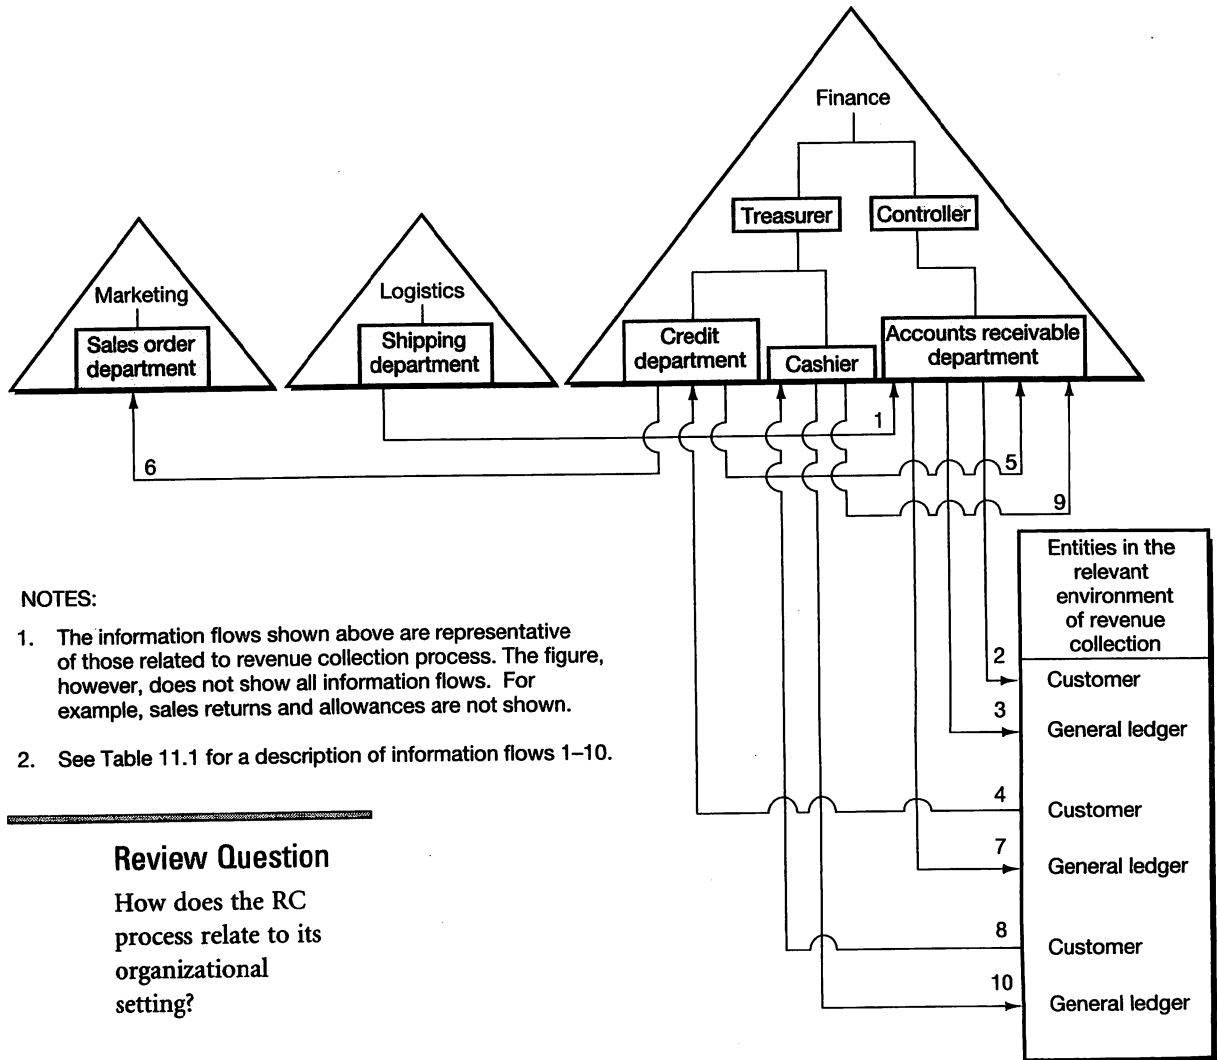 Finance
Treasurer
Controller
Marketing
Sales order
department
Logistics
Shipping
department
Credit
department
Cashier
Accounts receivable
department
1
6
5
9
Entities in the
relevant
environment
of revenue
collection
2
Customer
3
General ledger
4
Customer
7
General ledger
8
Customer
10
General ledger
NOTES:
1. The information flows shown above are representative
of those related to revenue collection process. The figure,
however, does not show all information flows. For
example, sales returns and allowances are not shown.
2. See Table 11.1 for a description of information flows 1–10.
Review Question
How does the RC
process relate to its
organizational
setting?